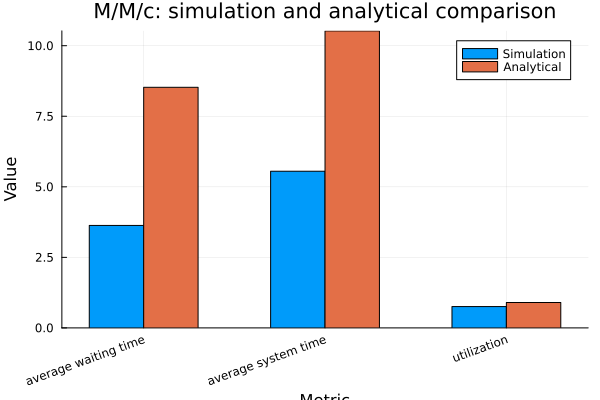 M/M/c: simulation and analytical comparison
Simulation
Analytical
Value
10.0
7.5
5.0
2.5
0.0
average waiting time
average system time
utilization
Metric